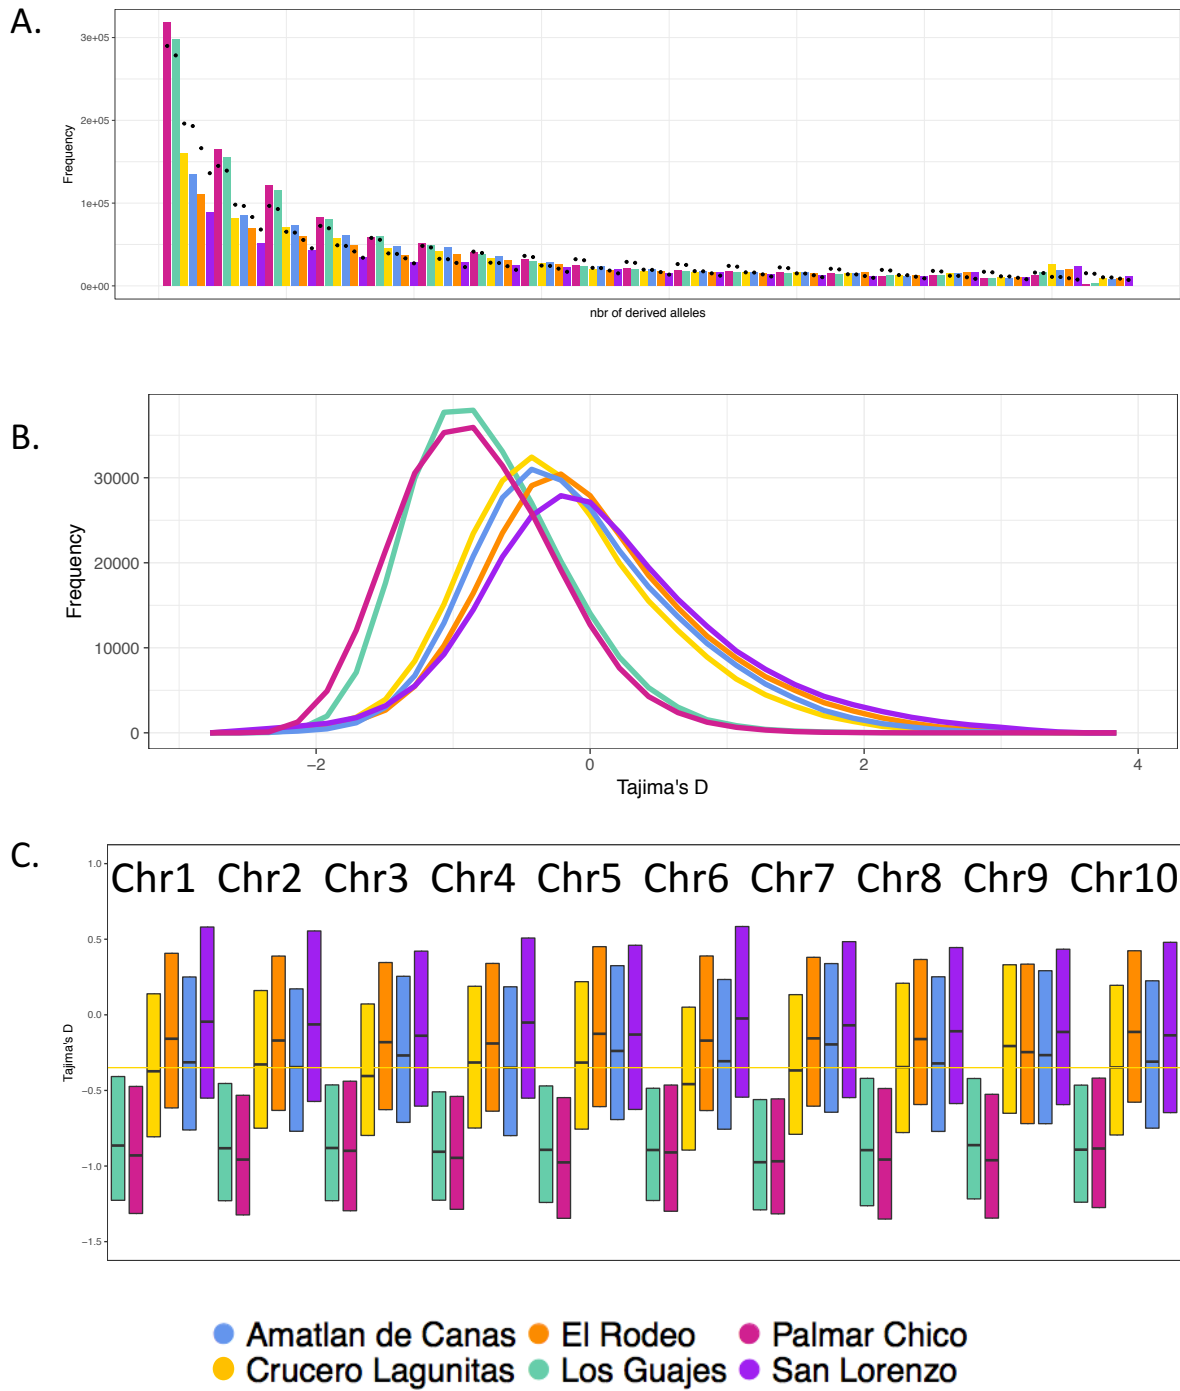 A.
3e+05
2e+05
1e+05
0e+00
Frequency
nbr of derived alleles
B.
30000
20000
10000
0
Frequency
−2 0 2 4
Tajima's D
C.
Chr1 Chr2 Chr3 Chr4 Chr5 Chr6 Chr7 Chr8 Chr9 Chr10
1.0
0.5
0.0
−0.5
−1.0
−1.5
Tajima's D
Amatlan de Canas El Rodeo Palmar Chico
Crucero Lagunitas Los Guajes San Lorenzo